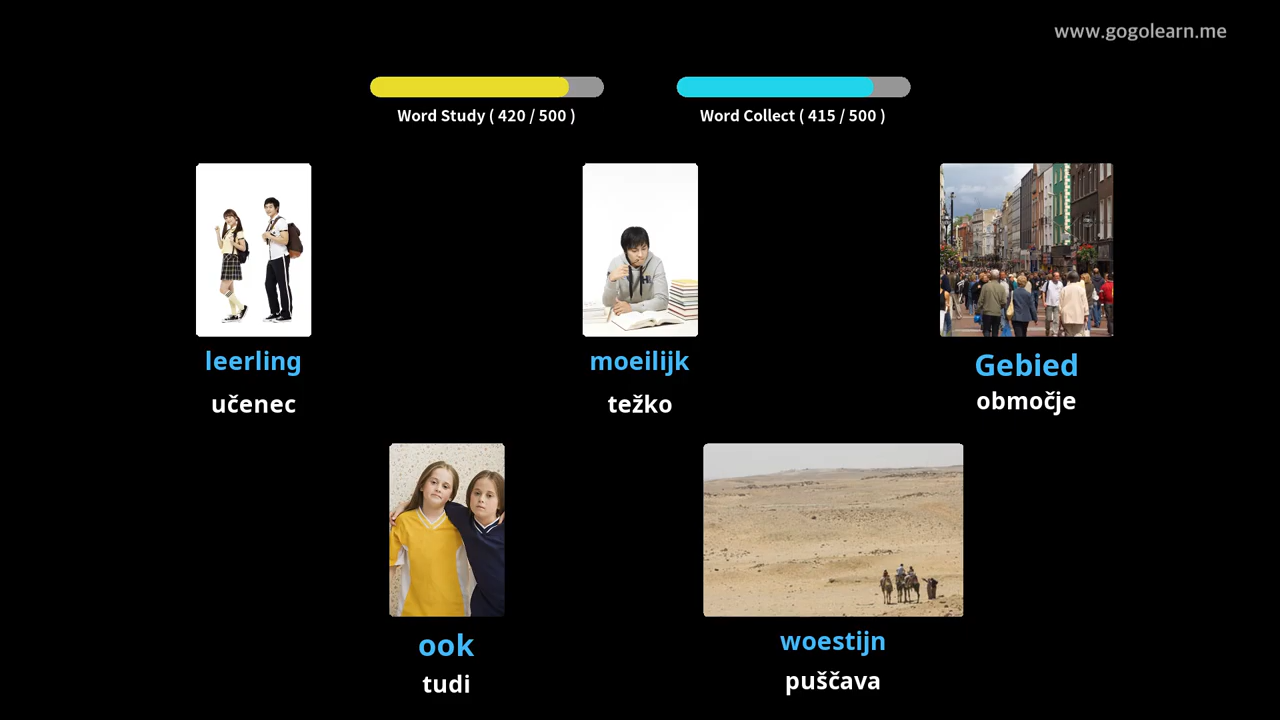 www.gogolearn.me
Word Study ( 420 / 500 )
Word Collect ( 415 / 500 )
leerling
učenec
moeilijk
težko
Gebied
območje
ook
tudi
woestijn
puščava